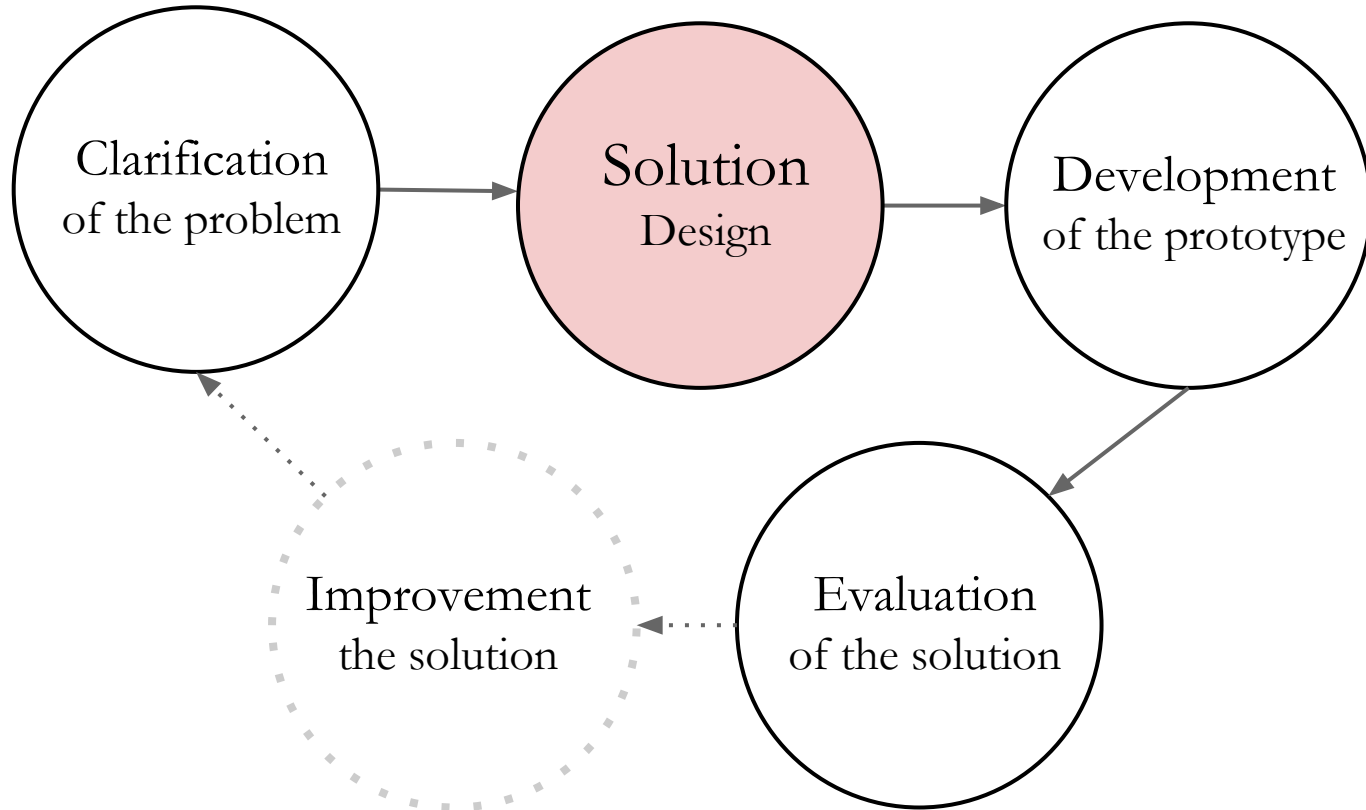 Clarification
of the problem
Solution
Design
Development
of the prototype
Evaluation
of the solution
Improvement
the solution